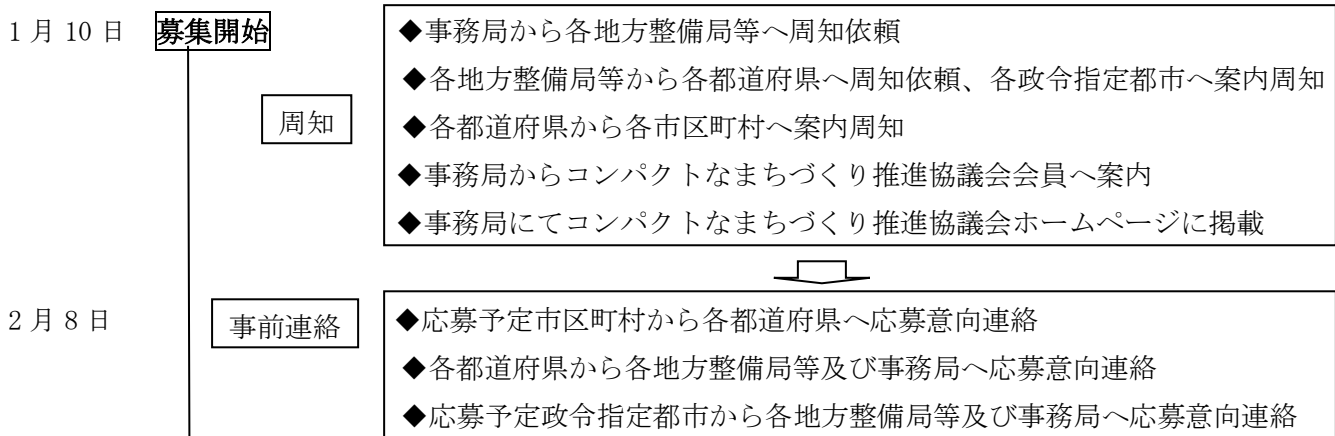 1月10日 募集開始
周知
◆事務局から各地方整備局等へ周知依頼
◆各地方整備局等から各都道府県へ周知依頼、各政令指定都市へ案内周知
◆各都道府県から各市区町村へ案内周知
◆事務局からコンパクトなまちづくり推進協議会会員へ案内
◆事務局にてコンパクトなまちづくり推進協議会ホームページに掲載
2月8日 事前連絡
◆応募予定市区町村から各都道府県へ応募意向連絡
◆各都道府県から各地方整備局等及び事務局へ応募意向連絡
◆応募予定政令指定都市から各地方整備局等及び事務局へ応募意向連絡